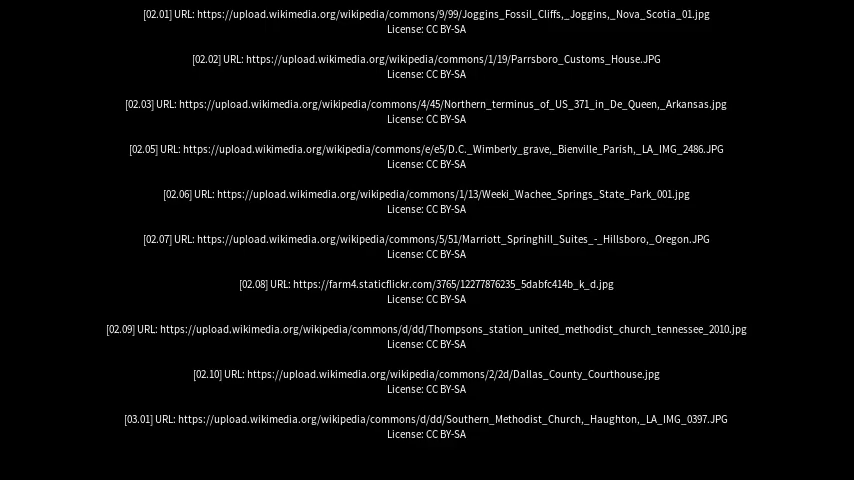 [02.01] URL: https://upload.wikimedia.org/wikipedia/commons/9/99/Joggins_Fossil_Cliffs,_Joggins,_Nova_Scotia_01.jpg
License: CC BY-SA
[02.02] URL: https://upload.wikimedia.org/wikipedia/commons/1/19/Parrsboro_Customs_House.JPG
License: CC BY-SA
[02.03] URL: https://upload.wikimedia.org/wikipedia/commons/4/45/Northern_terminus_of_US_371_in_De_Queen,_Arkansas.jpg
License: CC BY-SA
[02.05] URL: https://upload.wikimedia.org/wikipedia/commons/e/e5/D.C._Wimberly_grave,_Bienville_Parish,_LA_IMG_2486.JPG
License: CC BY-SA
[02.06] URL: https://upload.wikimedia.org/wikipedia/commons/1/13/Weeki_Wachee_Springs_State_Park_001.jpg
License: CC BY-SA
[02.07] URL: https://upload.wikimedia.org/wikipedia/commons/5/51/Marriott_Springhill_Suites_-_Hillsboro,_Oregon.JPG
License: CC BY-SA
[02.08] URL: https://farm4.staticflickr.com/3765/12277876235_5dabfc414b_k_d.jpg
License: CC BY-SA
[02.09] URL: https://upload.wikimedia.org/wikipedia/commons/d/dd/Thompsons_station_united_methodist_church_tennessee_2010.jpg
License: CC BY-SA
[02.10] URL: https://upload.wikimedia.org/wikipedia/commons/2/2d/Dallas_County_Courthouse.jpg
License: CC BY-SA
[03.01] URL: https://upload.wikimedia.org/wikipedia/commons/d/dd/Southern_Methodist_Church,_Haughton,_LA_IMG_0397.JPG
License: CC BY-SA